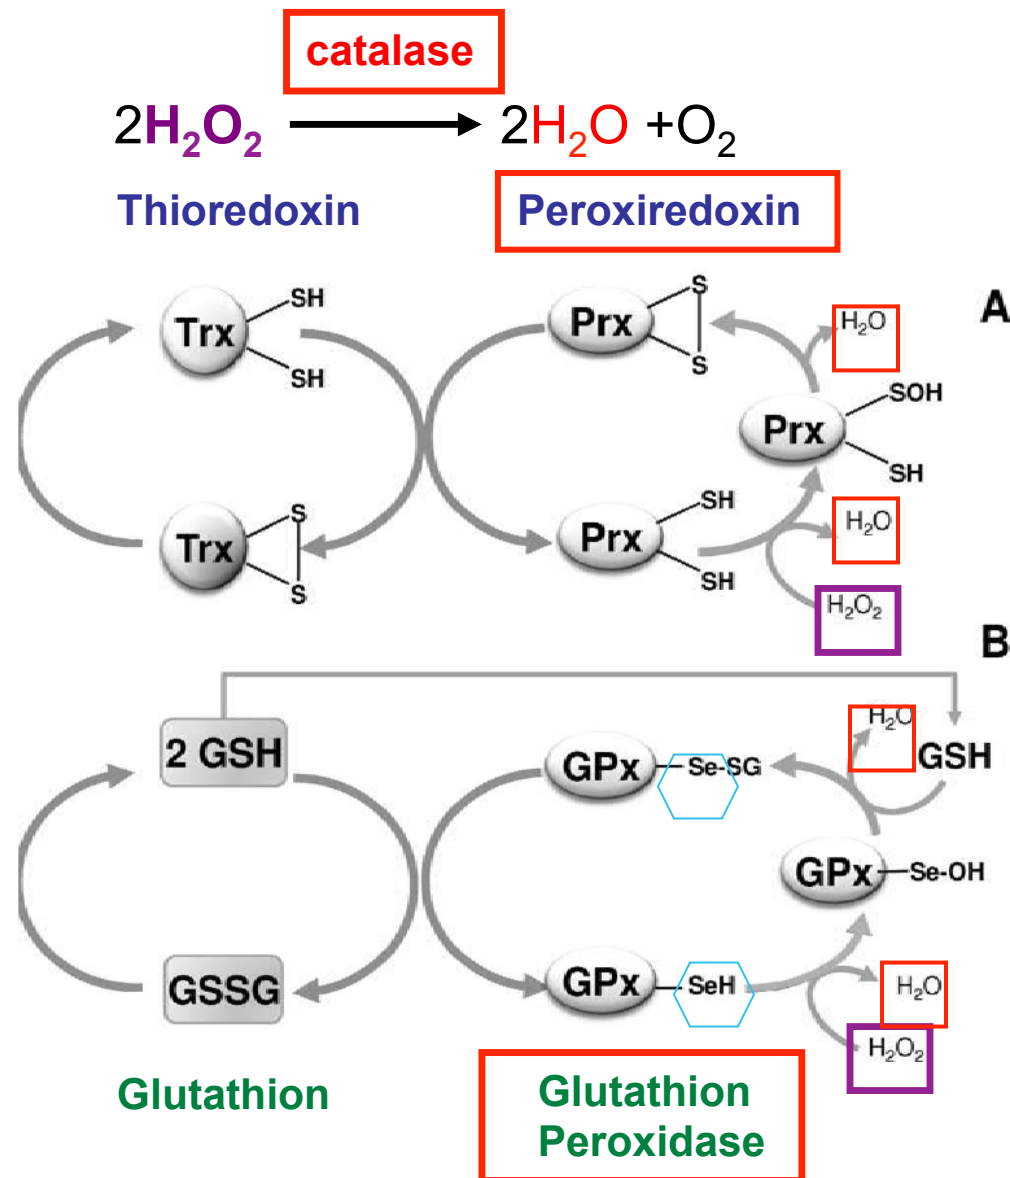 catalase
2H₂O₂ 2H₂O +O₂
Thioredoxin Peroxiredoxin
A
Trx
SH
SH
Prx
S
S
H₂O
Prx
SOH
SH
Trx
S
S
Prx
SH
SH
H₂O
H₂O₂
B
2 GSH
GPx Se-SG
H₂O
GSH
GPx Se-OH
GSSG
GPx SeH
H₂O
H₂O₂
Glutathion
Glutathion
Peroxidase